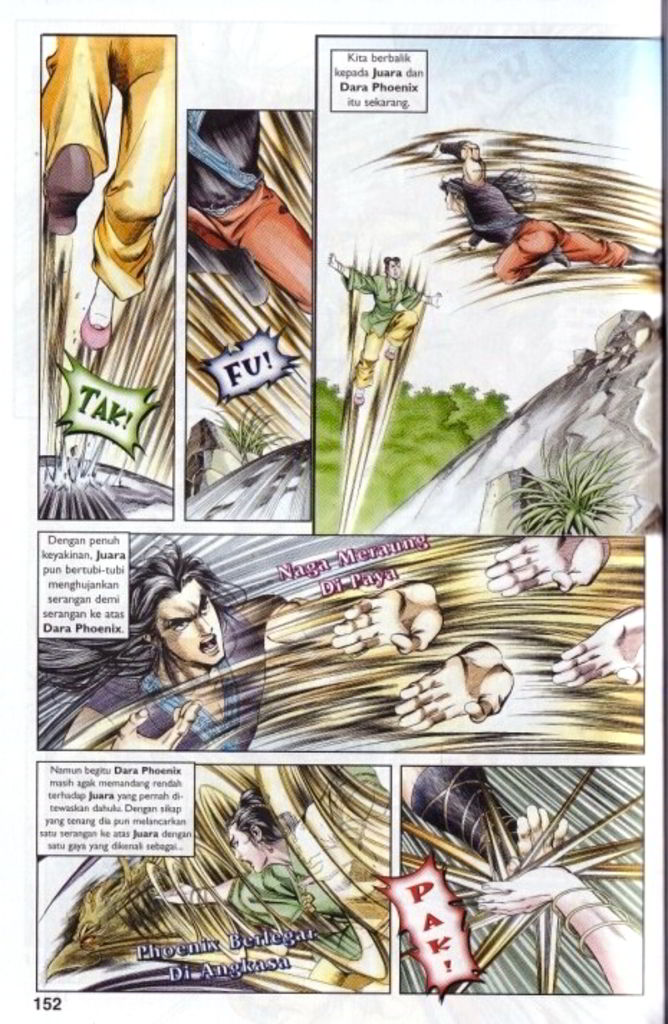 Kita berbalik
kepada Juara dan
Dara Phoenix
itu sekarang.
TAK!
FU!
Dengan penuh
keyakinan, Juara
pun bertubi-tubi
menghujankan
serangan demi
serangan ke atas
Dara Phoenix.
Naga Meraung
Di Paya
Namun begitu Dara Phoenix
masih agak memandang rendah
terhadap Juara yang pernah di-
tewaskan dahulu. Dengan sikap
yang tenang dia pun melancarkan
satu serangan ke atas Juara dengan
satu gaya yang dikenali sebagai...
Phoenix Berlegar
Di Angkasa
PAK!
152